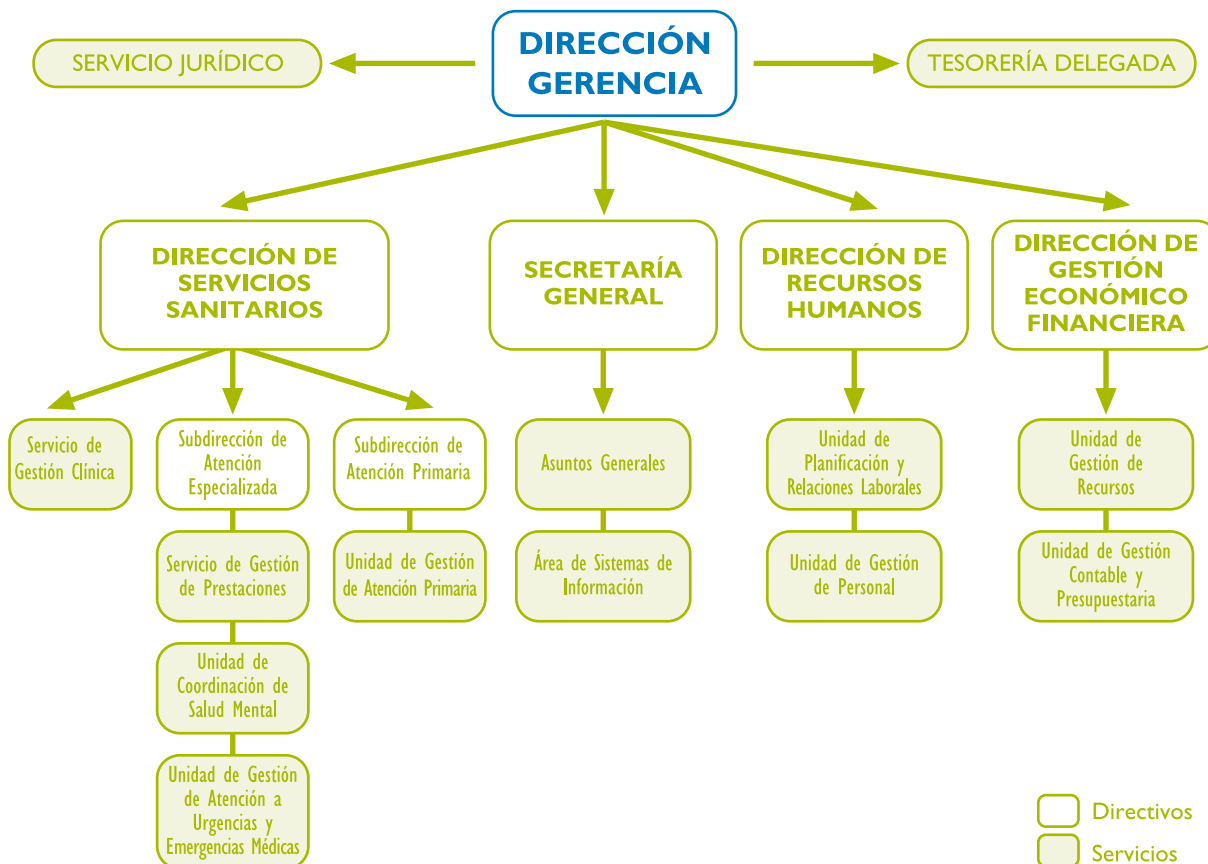 DIRECCIÓN
GERENCIA
SERVICIO JURÍDICO
TESORERÍA DELEGADA
DIRECCIÓN DE
SERVICIOS
SANITARIOS
SECRETARÍA
GENERAL
DIRECCIÓN DE
RECURSOS
HUMANOS
DIRECCIÓN DE
GESTIÓN
ECONÓMICO
FINANCIERA
Servicio de
Gestión Clínica
Subdirección de
Atención
Especializada
Subdirección de
Atención Primaria
Asuntos Generales
Unidad de
Planificación y
Relaciones Laborales
Unidad de
Gestión de
Recursos
Servicio de Gestión
de Prestaciones
Unidad de Gestión
de Atención Primaria
Área de Sistemas de
Información
Unidad de Gestión
de Personal
Unidad de Gestión
Contable y
Presupuestaria
Unidad de
Coordinación de
Salud Mental
Unidad de Gestión
de Atención a
Urgencias y
Emergencias Médicas
Directivos
Servicios